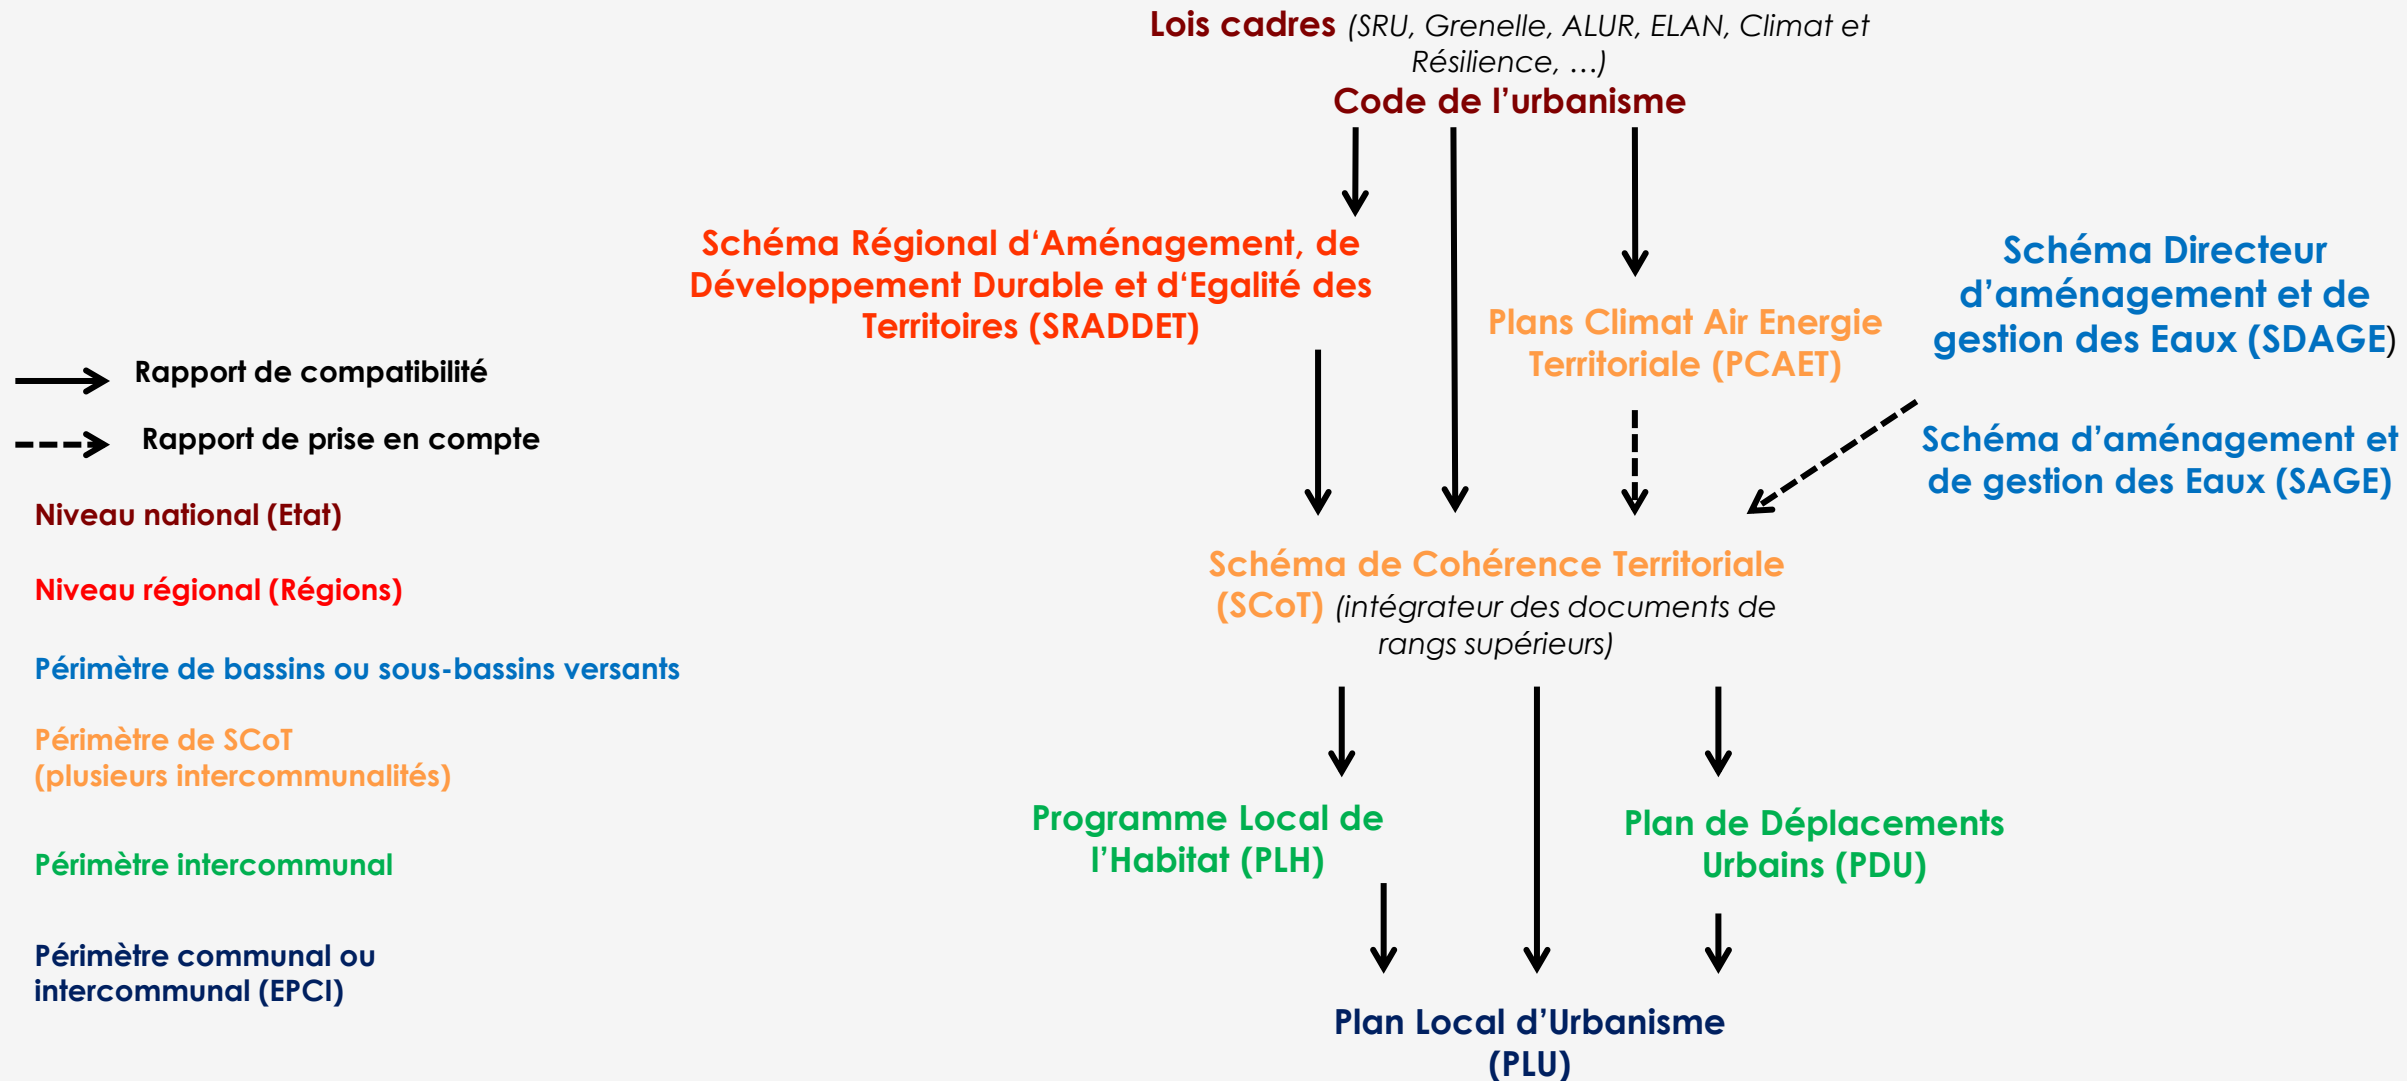 Lois cadres (SRU, Grenelle, ALUR, ELAN, Climat et
Résilience, …)
Code de l’urbanisme
Schéma Régional d‘Aménagement, de
Développement Durable et d‘Egalité des
Territoires (SRADDET)
Plans Climat Air Energie
Territoriale (PCAET)
Schéma Directeur
d’aménagement et de
gestion des Eaux (SDAGE)
Schéma d’aménagement et
de gestion des Eaux (SAGE)
Rapport de compatibilité
Rapport de prise en compte
Niveau national (Etat)
Niveau régional (Régions)
Périmètre de bassins ou sous-bassins versants
Périmètre de SCoT
(plusieurs intercommunalités)
Périmètre intercommunal
Périmètre communal ou
intercommunal (EPCI)
Schéma de Cohérence Territoriale
(SCoT) (intégrateur des documents de
rangs supérieurs)
Programme Local de
l’Habitat (PLH)
Plan de Déplacements
Urbains (PDU)
Plan Local d’Urbanisme
(PLU)